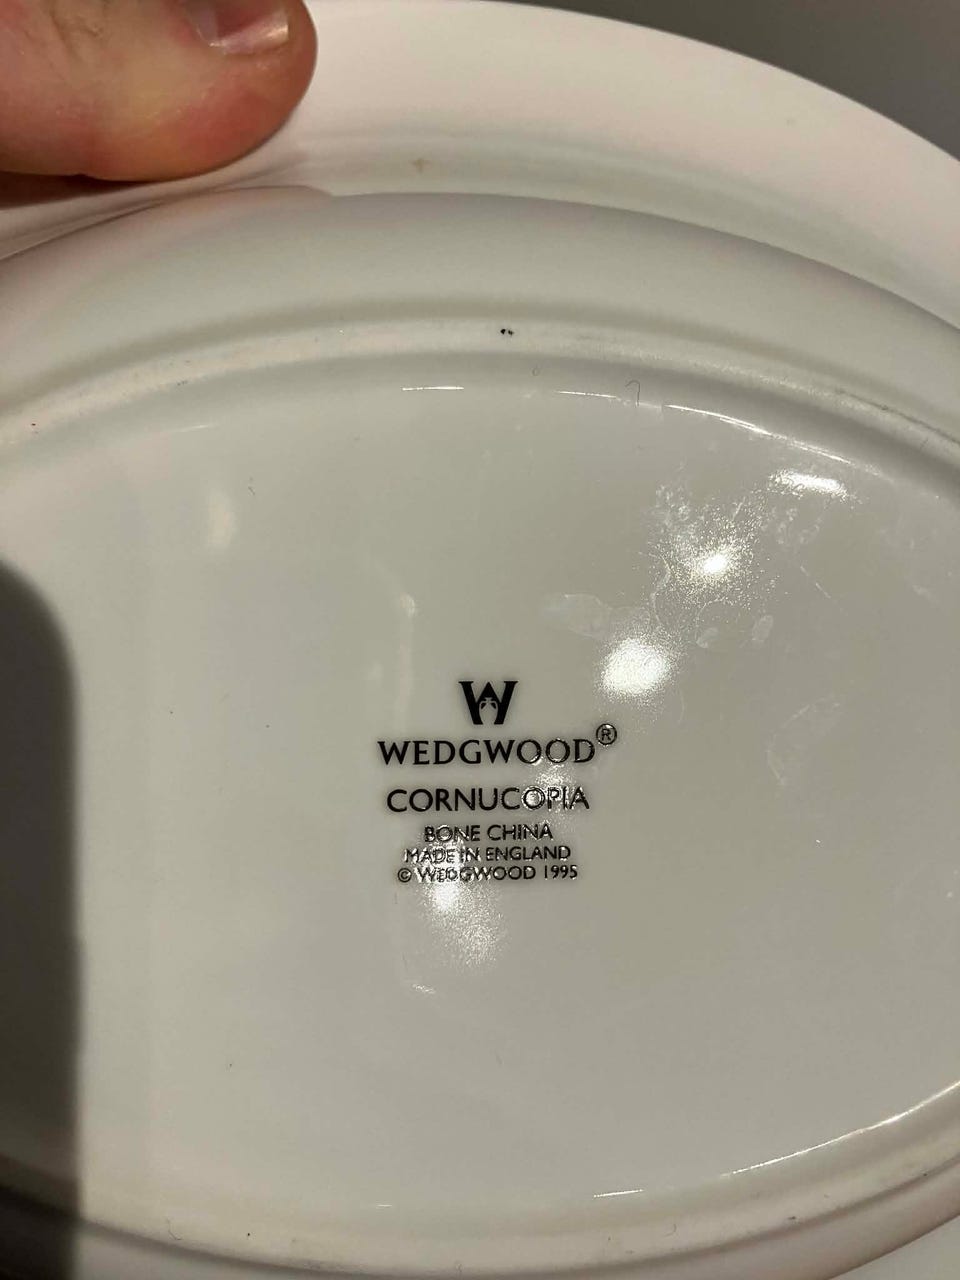 W
WEDGWOOD®
CORNUCOPIA
BONE CHINA
MADE IN ENGLAND
© WEDGWOOD 1995